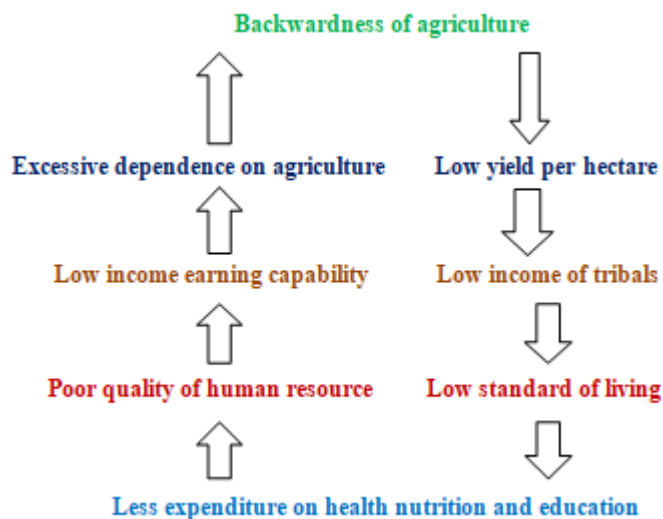 Backwardness of agriculture
Excessive dependence on agriculture
Low yield per hectare
Low income earning capability
Low income of tribals
Poor quality of human resource
Low standard of living
Less expenditure on health nutrition and education